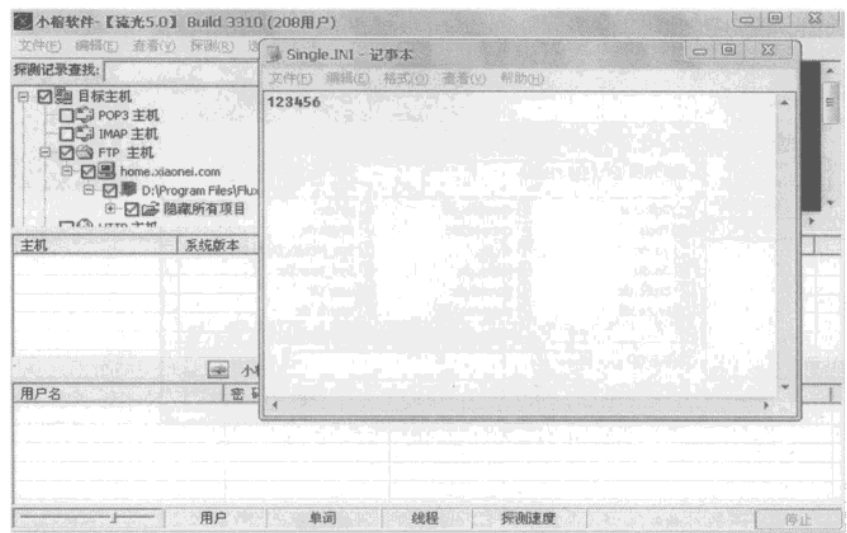 小榕软件-【流光5.0】 Build 3310 (208用户)
文件(F) 编辑(E) 查看(V) 探测(R)
探测记录查找:
目标主机
POP3 主机
IMAP 主机
FTP 主机
home.xiaonei.com
D:\Program Files\Flux
隐藏所有项目
主机 系统版本
用户名 密
用户 单词 线程 探测速度 停止
Single.INI - 记事本
文件(F) 编辑(E) 格式(O) 查看(V) 帮助(H)
123456